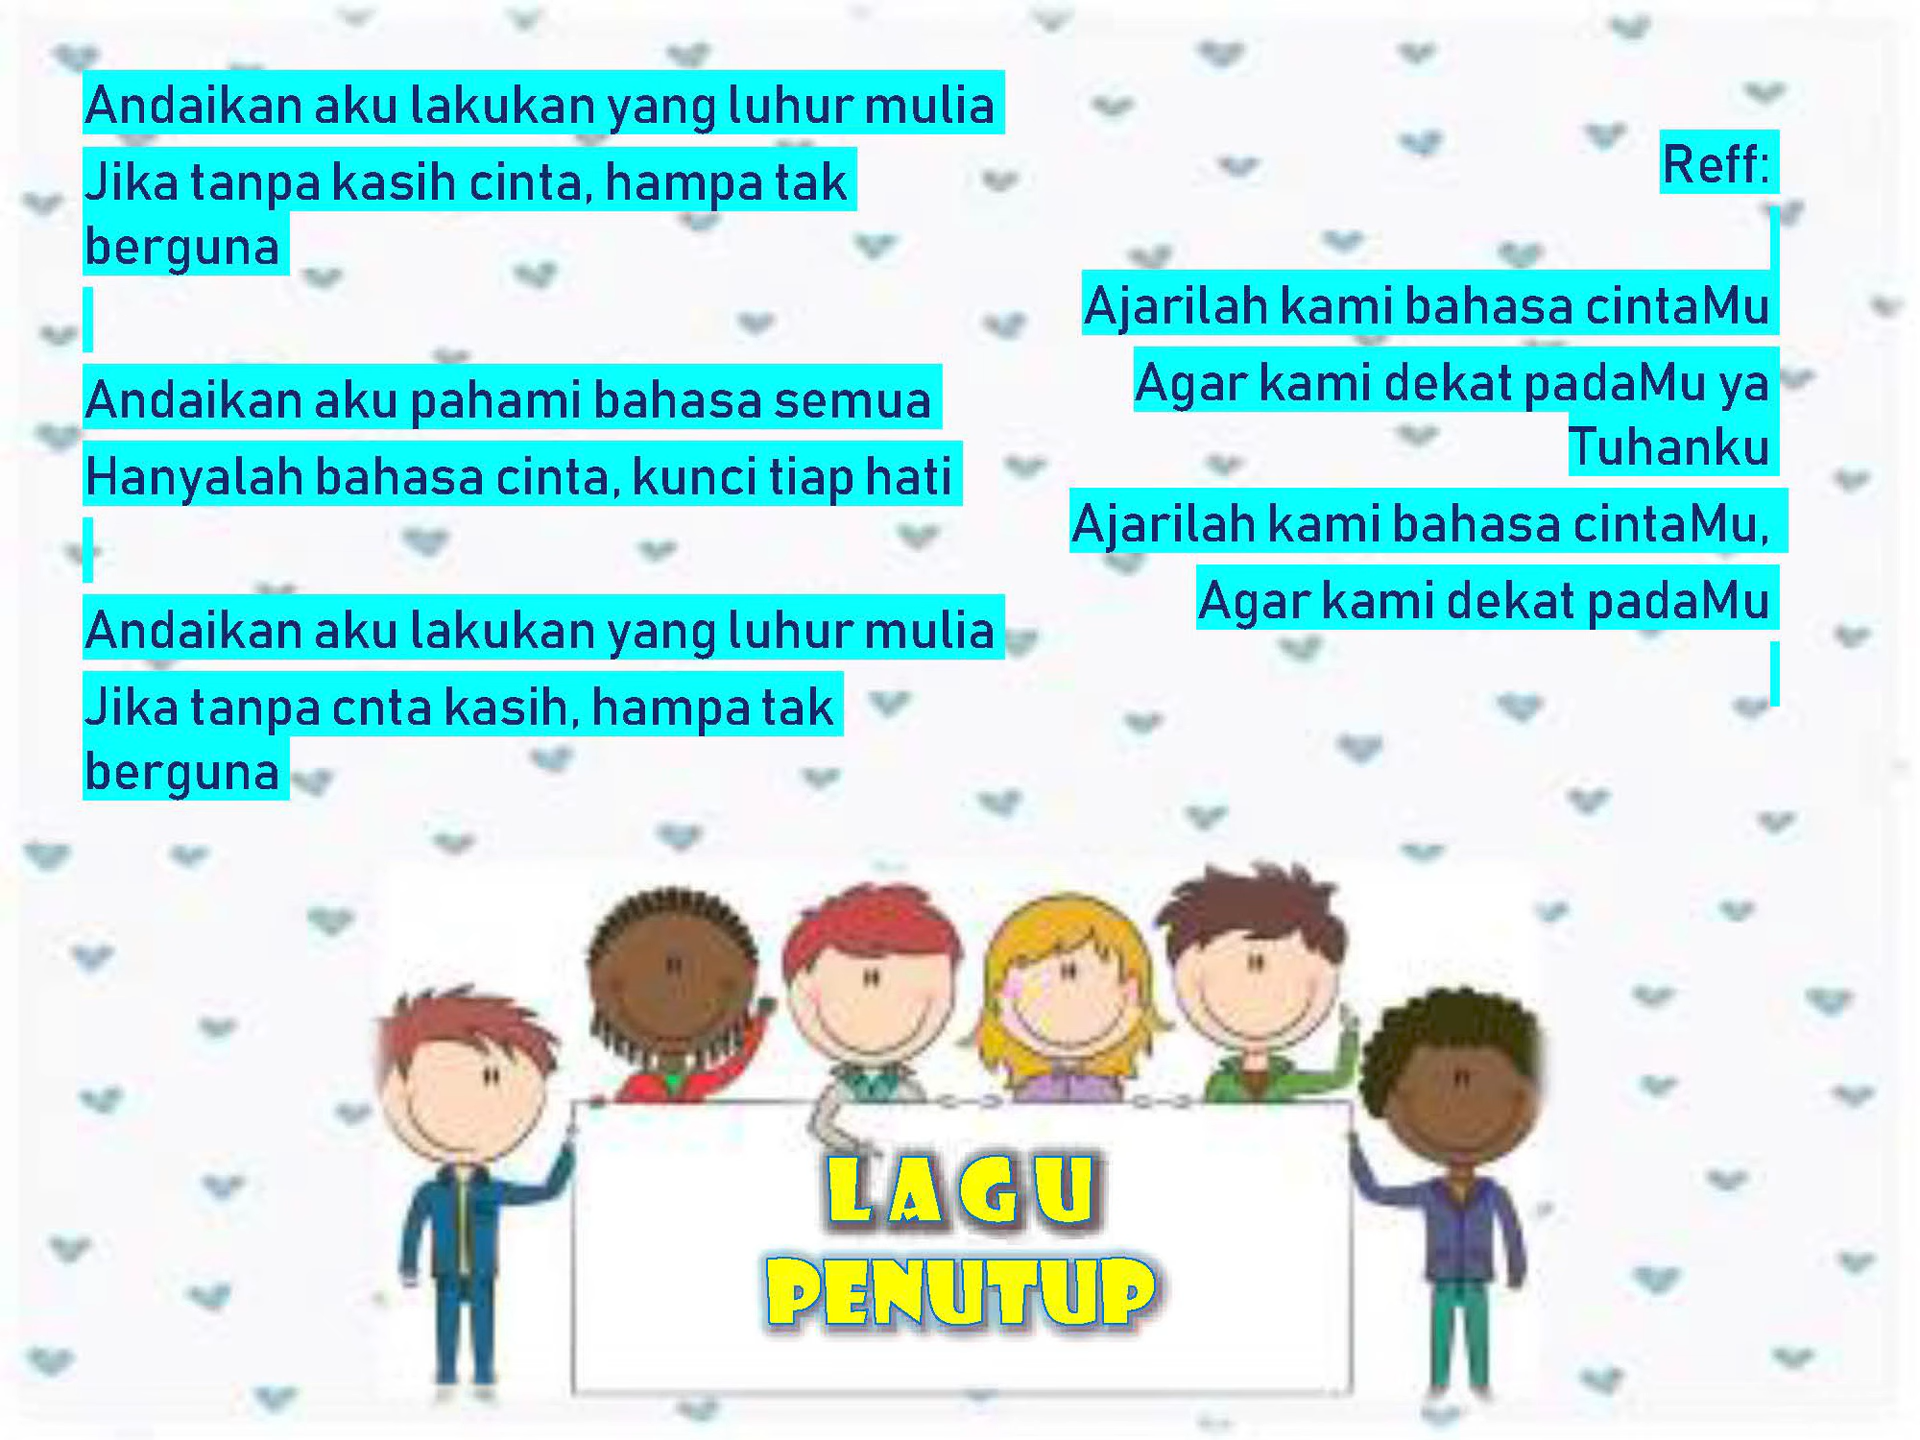 Andaikan aku lakukan yang luhur mulia
Jika tanpa kasih cinta, hampa tak
berguna
Andaikan aku pahami bahasa semua
Hanyalah bahasa cinta, kunci tiap hati
Andaikan aku lakukan yang luhur mulia
Jika tanpa cnta kasih, hampa tak
berguna
Reff:
Ajarilah kami bahasa cintaMu
Agar kami dekat padaMu ya
Tuhanku
Ajarilah kami bahasa cintaMu,
Agar kami dekat padaMu
LAGU
PENUTUP